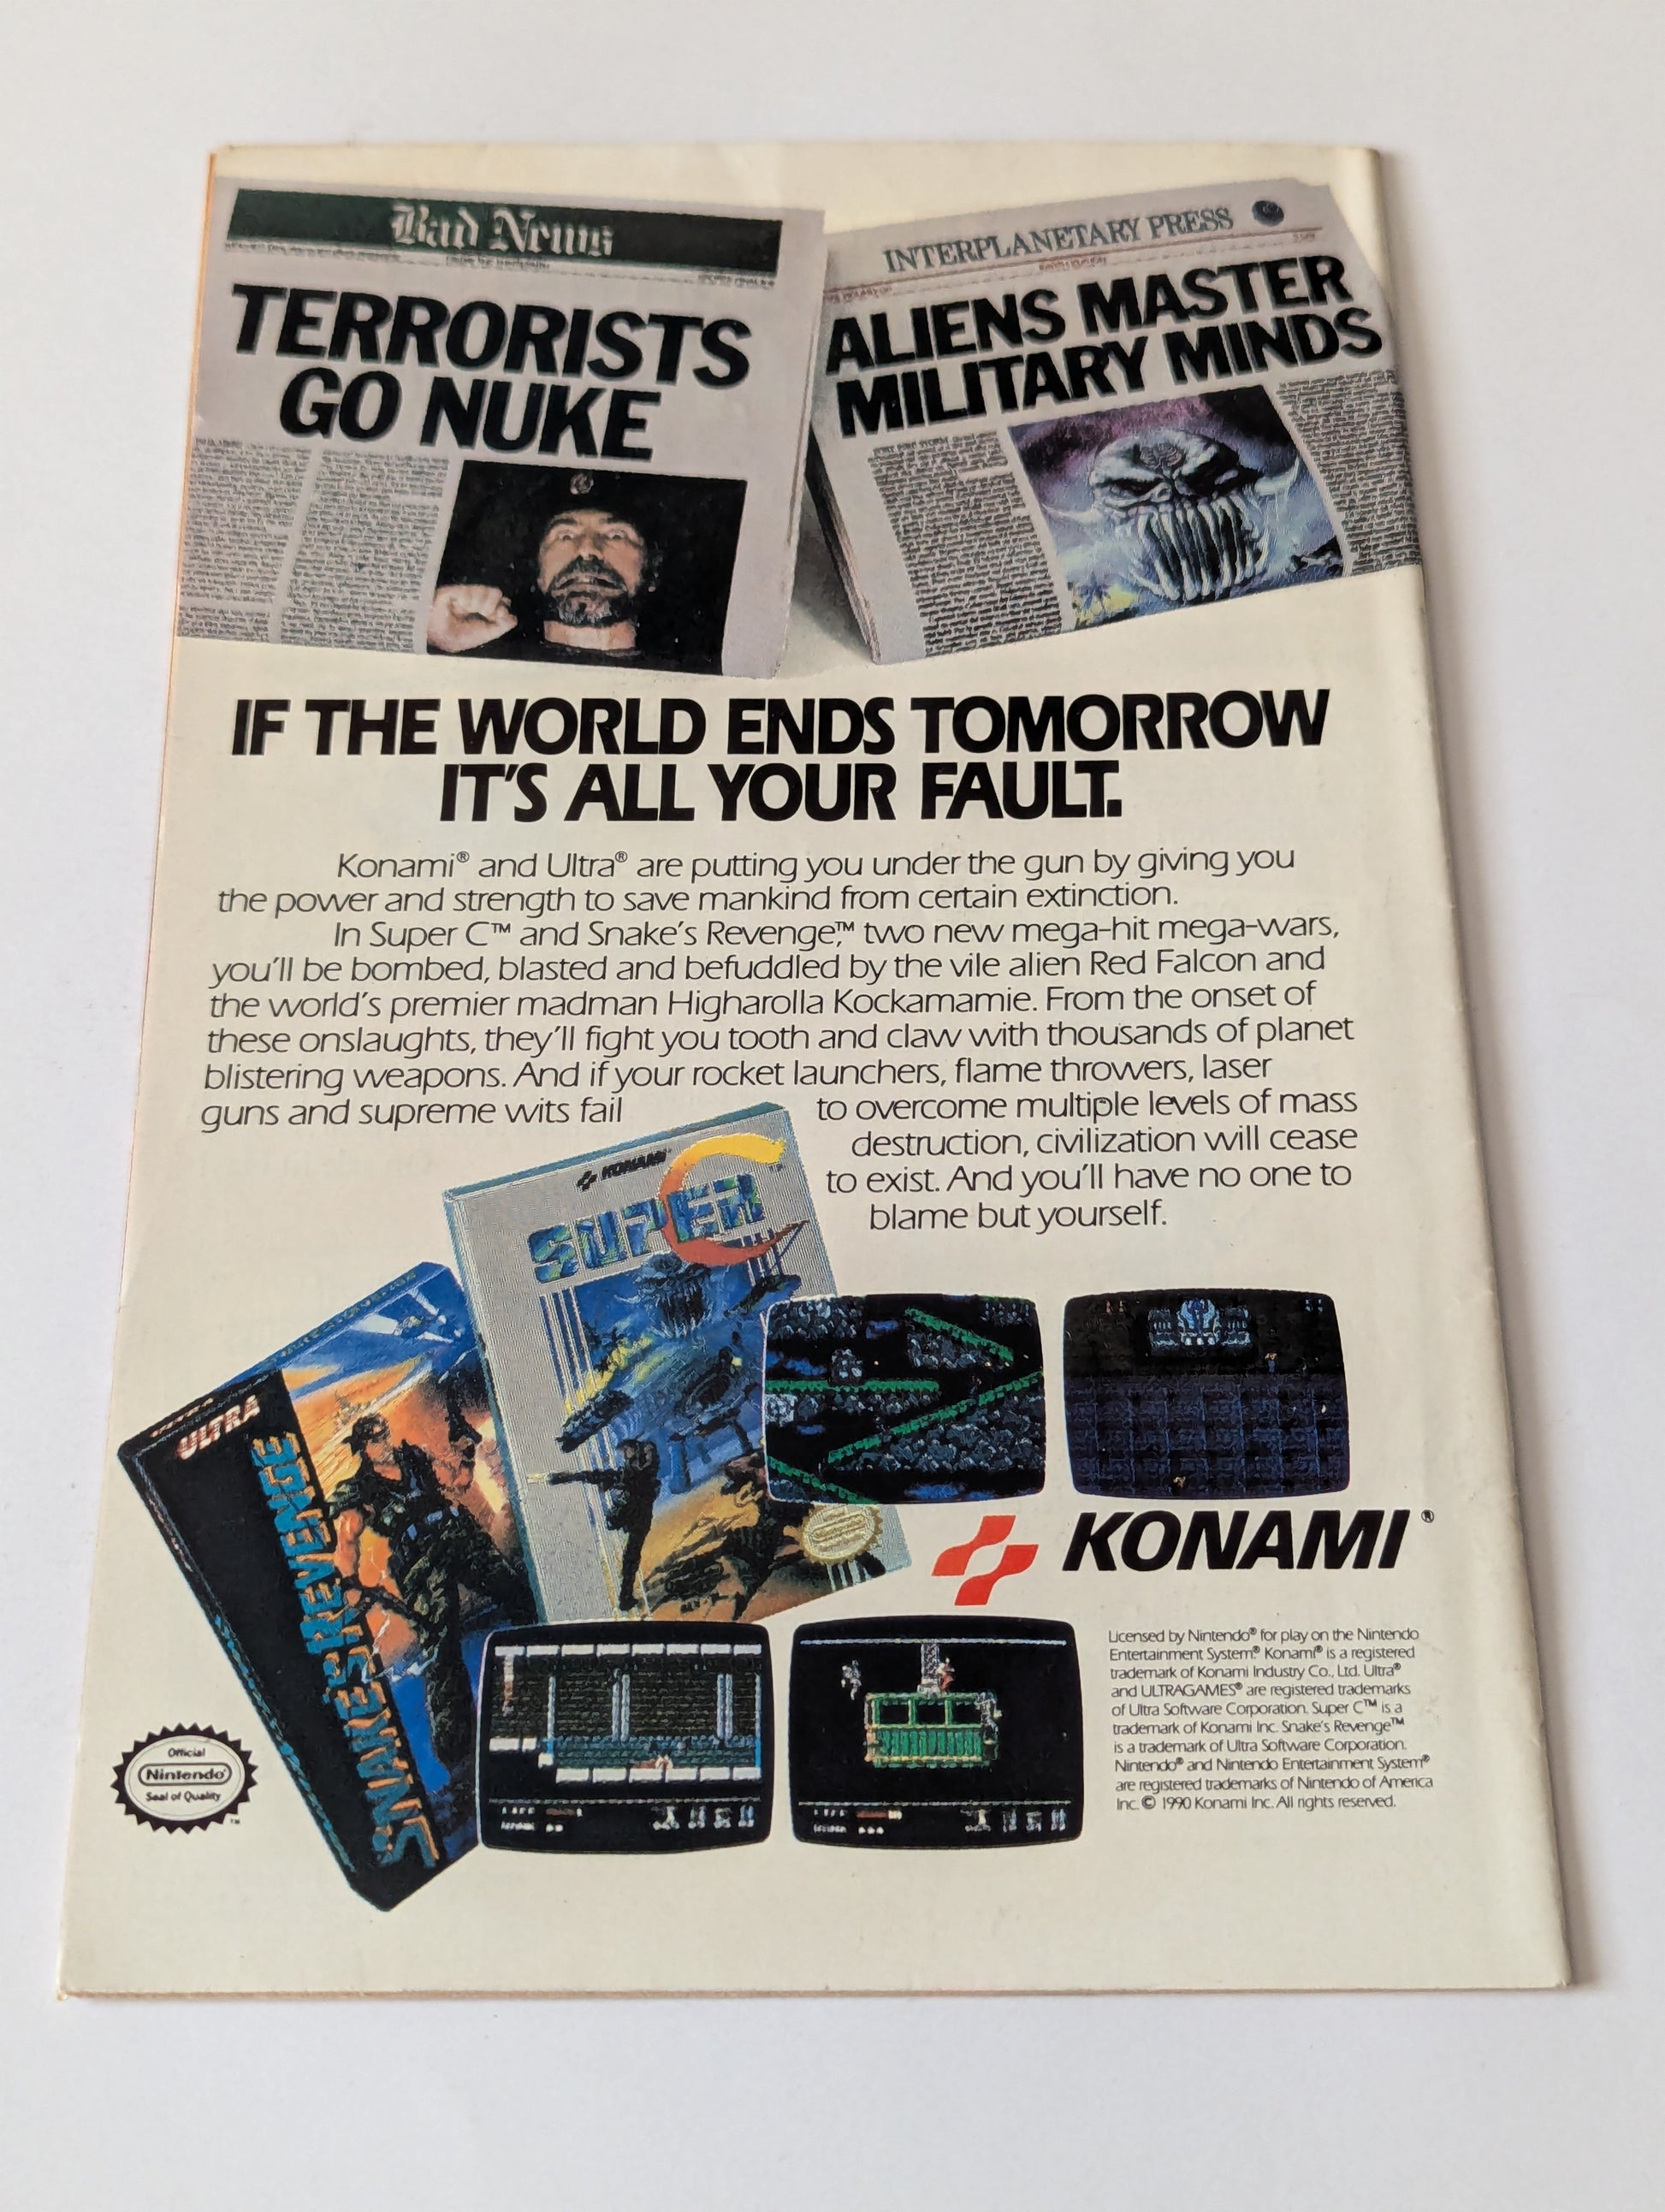 Bad News
TERRORISTS
GO NUKE
INTERPLANETARY PRESS
ALIENS MASTER
MILITARY MINDS
IF THE WORLD ENDS TOMORROW
IT'S ALL YOUR FAULT.
Konami® and Ultra® are putting you under the gun by giving you
the power and strength to save mankind from certain extinction.
In Super C™ and Snake's Revenge,™ two new mega-hit mega-wars,
you'll be bombed, blasted and befuddled by the vile alien Red Falcon and
the world's premier madman Higharolla Kockamamie. From the onset of
these onslaughts, they'll fight you tooth and claw with thousands of planet
blistering weapons. And if your rocket launchers, flame throwers, laser
guns and supreme wits fail to overcome multiple levels of mass
destruction, civilization will cease
to exist. And you'll have no one to
blame but yourself.
KONAMI
SUPER C
ULTRA
SNAKE'S REVENGE
KONAMI®
Licensed by Nintendo® for play on the Nintendo
Entertainment System.® Konami® is a registered
trademark of Konami Industry Co., Ltd. Ultra®
and ULTRAGAMES® are registered trademarks
of Ultra Software Corporation. Super C™ is a
trademark of Konami Inc. Snake's Revenge™
is a trademark of Ultra Software Corporation.
Nintendo® and Nintendo Entertainment System®
are registered trademarks of Nintendo of America
Inc. © 1990 Konami Inc. All rights reserved.
Official
Nintendo®
Seal of Quality
™
LIFE